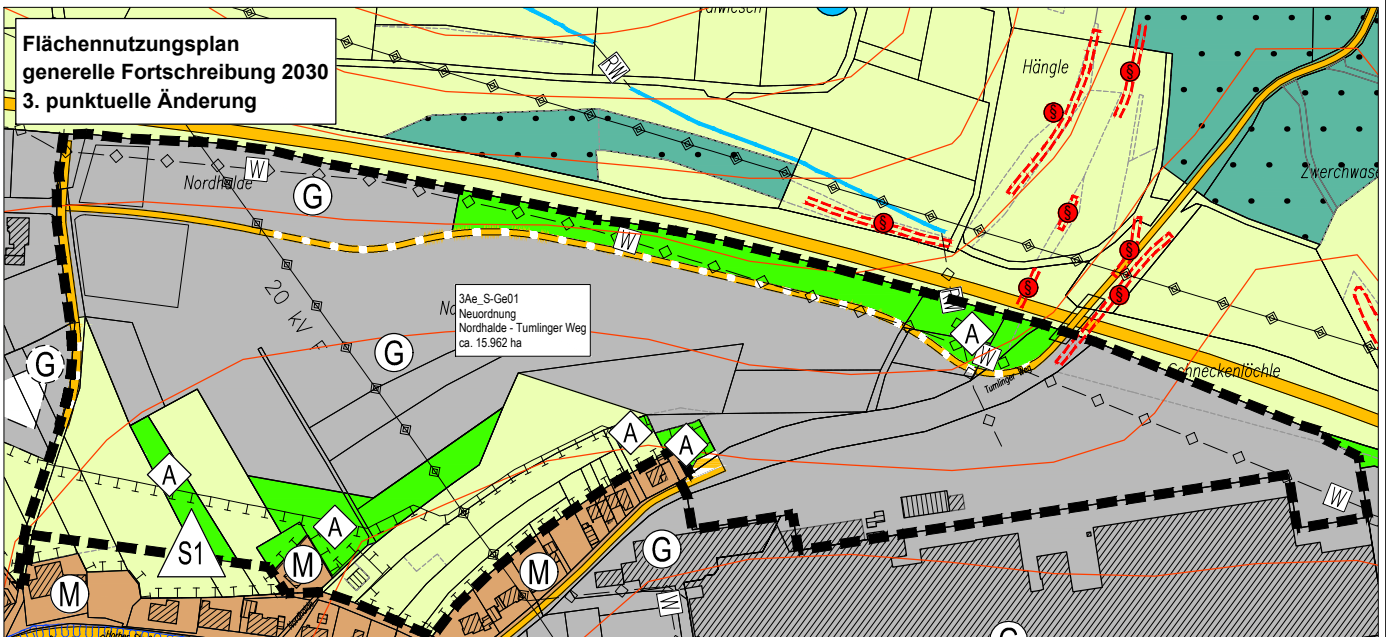 Flächennutzungsplan
generelle Fortschreibung 2030
3. punktuelle Änderung
RW
Hängle
§
§
§
§
§
§
§
§
Zwerchwase
Nordhalde
W
G
W
20 kV
3Ae_S-Ge01
Neuordnung
Nordhalde - Tumlinger Weg
ca. 15.962 ha
G
G
A
W
Tumlinger Weg
Schneckenlöchle
A
A
A
A
W
S1
M
M
M
G
W
G